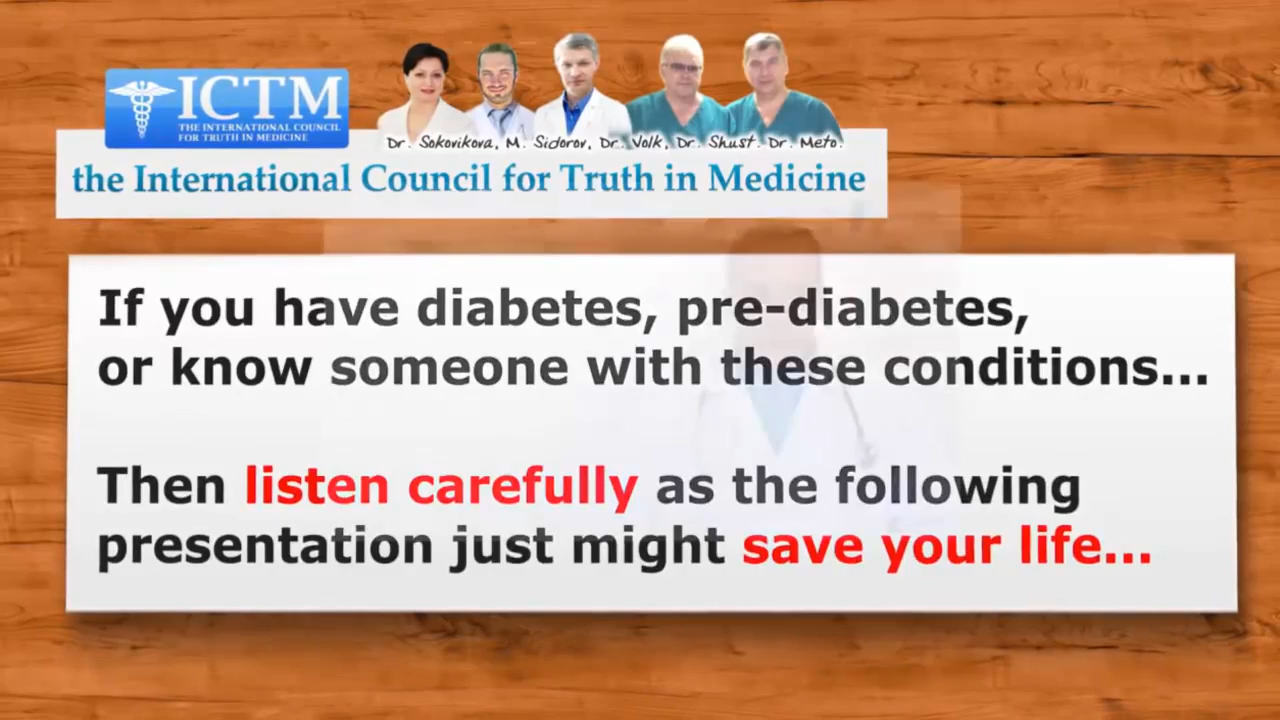 ICTM
THE INTERNATIONAL COUNCIL
FOR TRUTH IN MEDICINE
Dr. Sokovikova, M. Sidorov, Dr. Volk, Dr. Shust. Dr. Meto.
the International Council for Truth in Medicine
If you have diabetes, pre-diabetes,
or know someone with these conditions...
Then listen carefully as the following
presentation just might save your life...